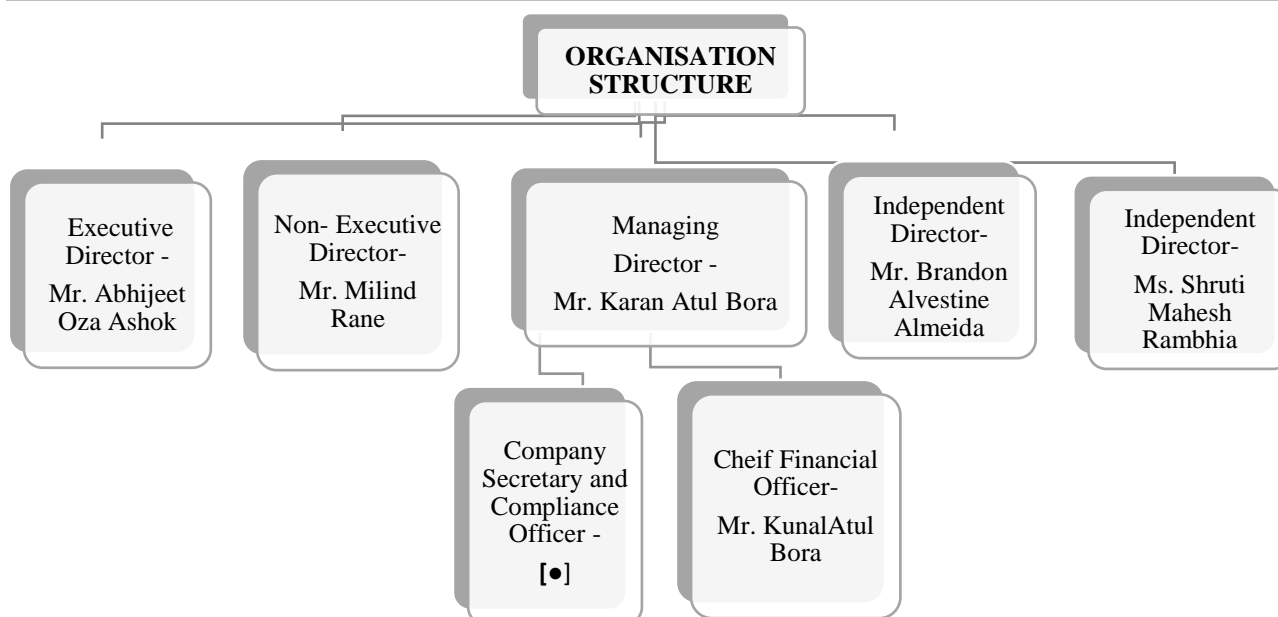 ORGANISATION
STRUCTURE
Executive
Director -
Mr. Abhijeet
Oza Ashok
Non- Executive
Director-
Mr. Milind
Rane
Managing
Director -
Mr. Karan Atul Bora
Independent
Director-
Mr. Brandon
Alvestine
Almeida
Independent
Director-
Ms. Shruti
Mahesh
Rambhia
Company
Secretary and
Compliance
Officer -
[●]
Cheif Financial
Officer-
Mr. KunalAtul
Bora